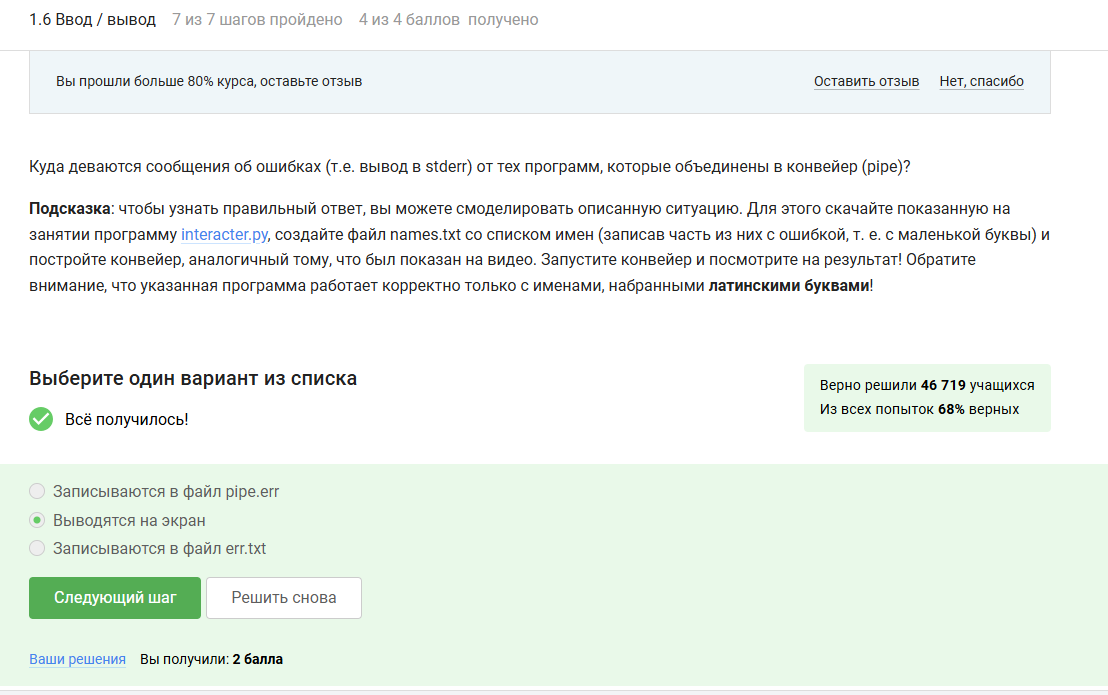 1.6 Ввод / вывод 7 из 7 шагов пройдено 4 из 4 баллов получено
Вы прошли больше 80% курса, оставьте отзыв Оставить отзыв Нет, спасибо
Куда деваются сообщения об ошибках (т.е. вывод в stderr) от тех программ, которые объединены в конвейер (pipe)?
Подсказка: чтобы узнать правильный ответ, вы можете смоделировать описанную ситуацию. Для этого скачайте показанную на
занятии программу interacter.py, создайте файл names.txt со списком имен (записав часть из них с ошибкой, т. е. с маленькой буквы) и
постройте конвейер, аналогичный тому, что был показан на видео. Запустите конвейер и посмотрите на результат! Обратите
внимание, что указанная программа работает корректно только с именами, набранными латинскими буквами!
Выберите один вариант из списка
Всё получилось!
Верно решили 46 719 учащихся
Из всех попыток 68% верных
Записываются в файл pipe.err
Выводятся на экран
Записываются в файл err.txt
Следующий шаг Решить снова
Ваши решения Вы получили: 2 балла